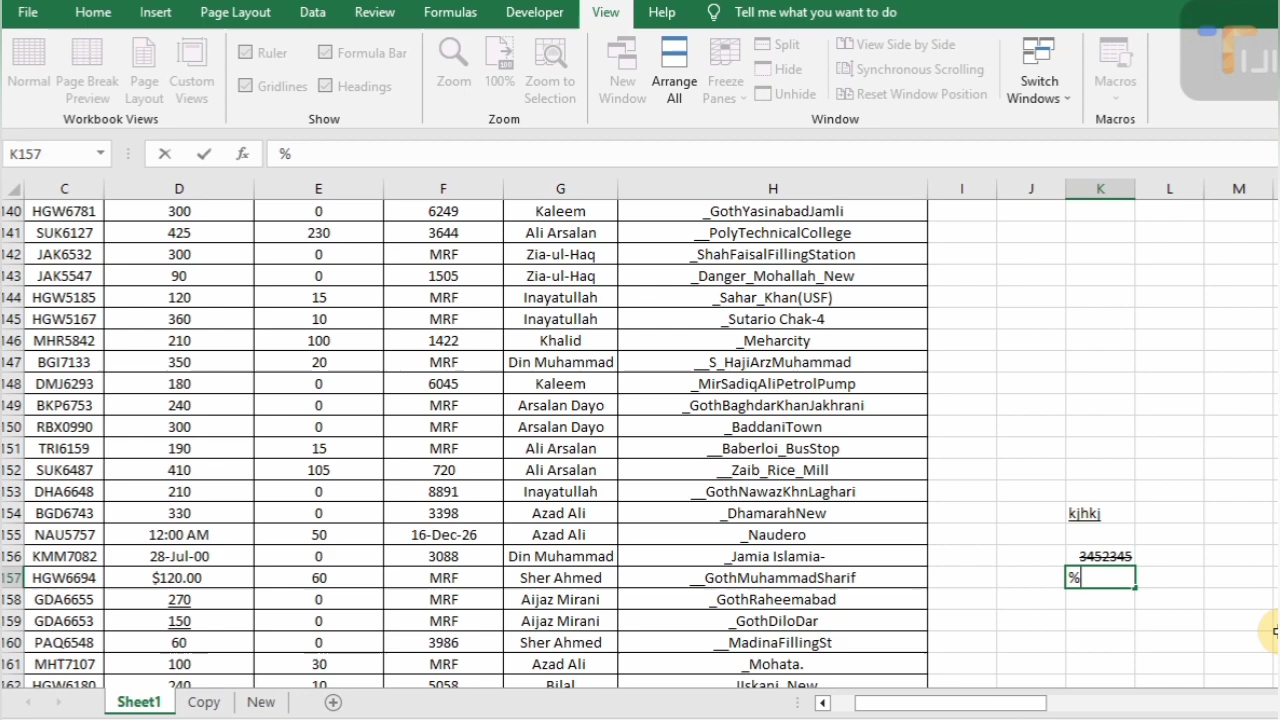 File Home Insert Page Layout Data Review Formulas Developer View Help Tell me what you want to do
Normal Page Break Preview Page Layout Custom Views
Workbook Views
Ruler Formula Bar
Gridlines Headings
Show
Zoom 100% Zoom to Selection
Zoom
New Window Arrange All Freeze Panes
Split View Side by Side
Hide Synchronous Scrolling
Unhide Reset Window Position
Switch Windows
Window
Macros
Macros
K157 fx %
C D E F G H I J K L M
140 HGW6781 300 0 6249 Kaleem _GothYasinabadJamli
141 SUK6127 425 230 3644 Ali Arsalan __PolyTechnicalCollege
142 JAK6532 300 0 MRF Zia-ul-Haq _ShahFaisalFillingStation
143 JAK5547 90 0 1505 Zia-ul-Haq _Danger_Mohallah_New
144 HGW5185 120 15 MRF Inayatullah _Sahar_Khan(USF)
145 HGW5167 360 10 MRF Inayatullah _Sutario Chak-4
146 MHR5842 210 100 1422 Khalid _Meharcity
147 BGI7133 350 20 MRF Din Muhammad __S_HajiArzMuhammad
148 DMJ6293 180 0 6045 Kaleem _MirSadiqAliPetrolPump
149 BKP6753 240 0 MRF Arsalan Dayo _GothBaghdarKhanJakhrani
150 RBX0990 300 0 MRF Arsalan Dayo _BaddaniTown
151 TRI6159 190 15 MRF Ali Arsalan __Baberloi_BusStop
152 SUK6487 410 105 720 Ali Arsalan __Zaib_Rice_Mill
153 DHA6648 210 0 8891 Inayatullah __GothNawazKhnLaghari
154 BGD6743 330 0 3398 Azad Ali _DhamarahNew kjhkj
155 NAU5757 12:00 AM 50 16-Dec-26 Azad Ali _Naudero
156 KMM7082 28-Jul-00 0 3088 Din Muhammad _Jamia Islamia- 3452345
157 HGW6694 $120.00 60 MRF Sher Ahmed __GothMuhammadSharif %
158 GDA6655 270 0 MRF Aijaz Mirani _GothRaheemabad
159 GDA6653 150 0 MRF Aijaz Mirani _GothDiloDar
160 PAQ6548 60 0 3986 Sher Ahmed __MadinaFillingSt
161 MHT7107 100 30 MRF Azad Ali _Mohata.
162 HGW6180 240 10 5058 Bilal
Sheet1 Copy New